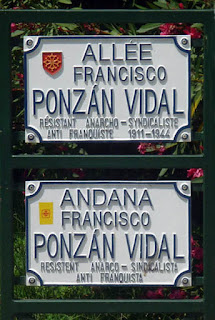 ALLÉE
FRANCISCO
PONZÁN VIDAL
RÉSISTANT ANARCHO-SYNDICALISTE
ANTI FRANQUISTE 1911-1944
ANDANA
FRANCISCO
PONZÁN VIDAL
RESISTENT ANARCO-SINDICALISTA
ANTI FRANQUISTA